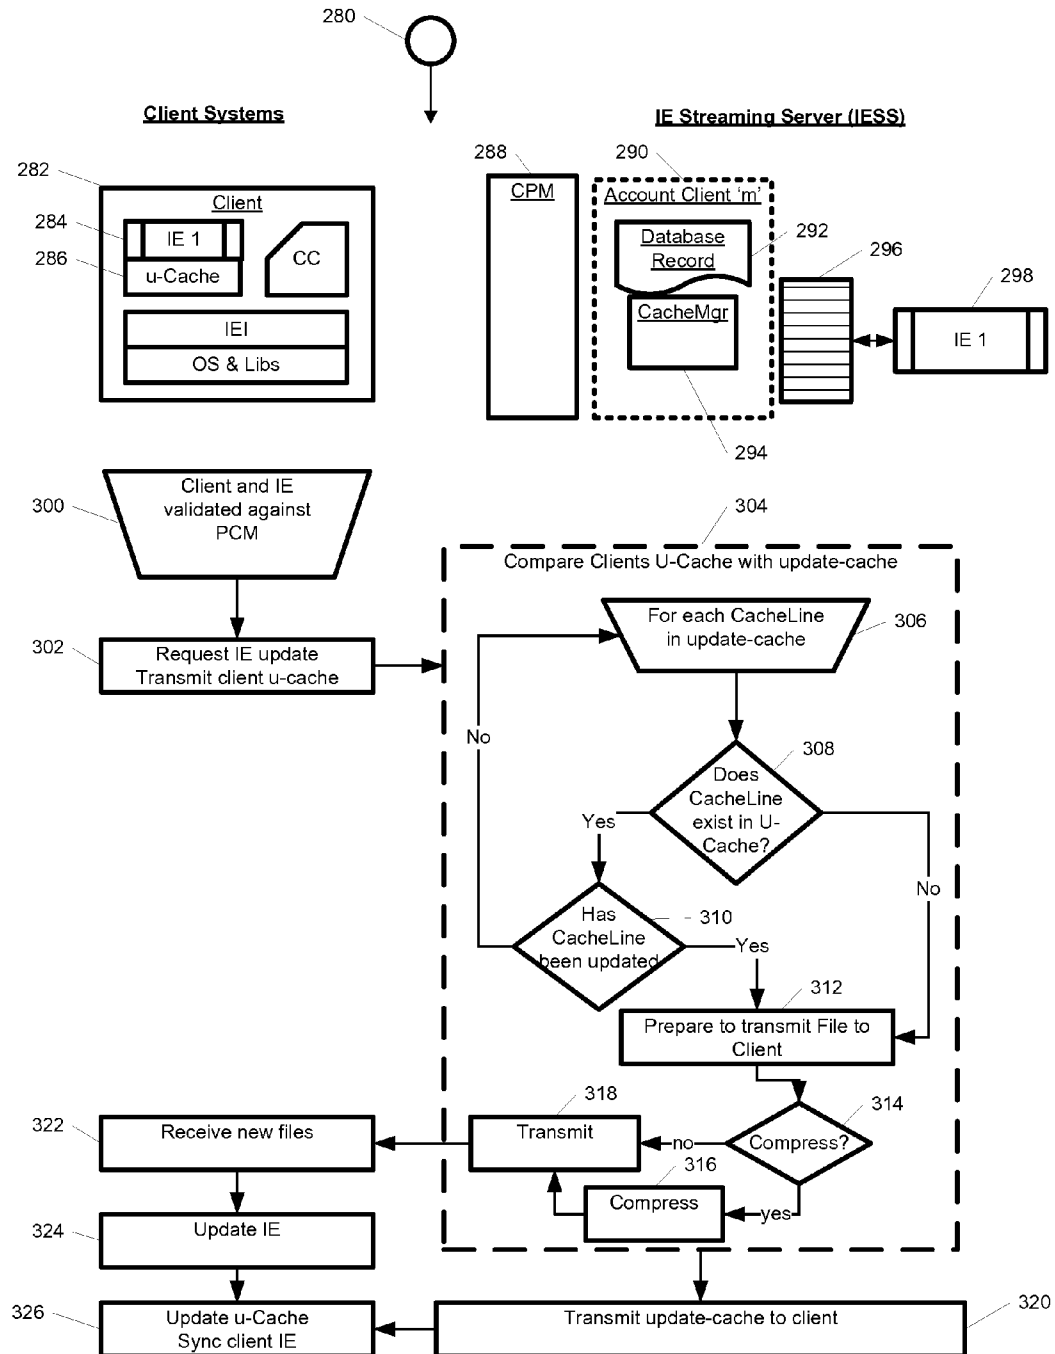 280
Client Systems
IE Streaming Server (IESS)
282
Client
284
IE 1
286
u-Cache
CC
IEI
OS & Libs
288
CPM
290
Account Client 'm'
Database
Record
292
CacheMgr
294
296
298
IE 1
300
Client and IE
validated against
PCM
302
Request IE update
Transmit client u-cache
304
Compare Clients U-Cache with update-cache
For each CacheLine
in update-cache
306
No
308
Does
CacheLine
exist in U-
Cache?
Yes
No
310
Has
CacheLine
been updated
Yes
312
Prepare to transmit File to
Client
314
Compress?
no
yes
316
Compress
318
Transmit
322
Receive new files
324
Update IE
326
Update u-Cache
Sync client IE
Transmit update-cache to client
320